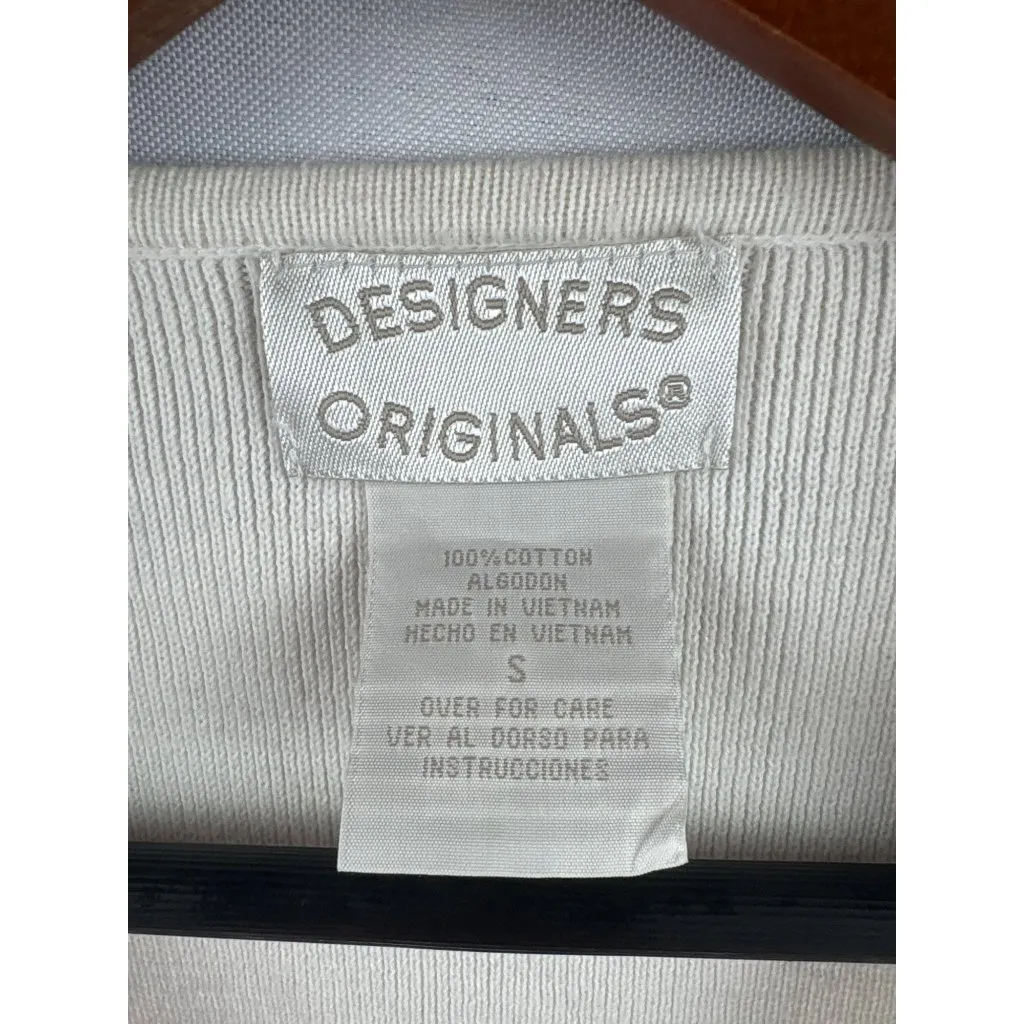 DESIGNERS
ORIGINALS®
100% COTTON
ALGODON
MADE IN VIETNAM
HECHO EN VIETNAM
S
OVER FOR CARE
VER AL DORSO PARA
INSTRUCCIONES